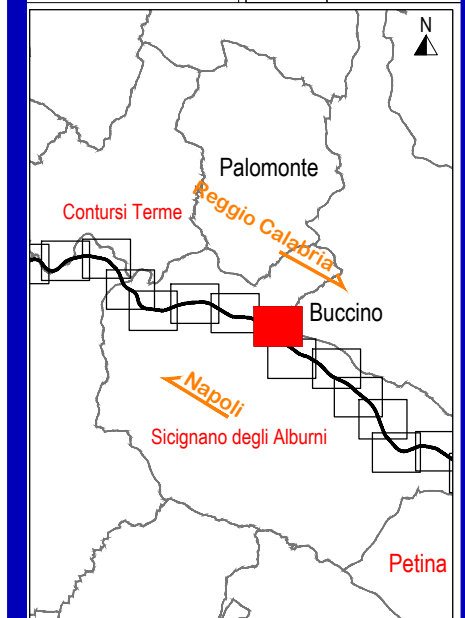 N
Palomonte
Reggio Calabria
Contursi Terme
Buccino
Napoli
Sicignano degli Alburni
Petina